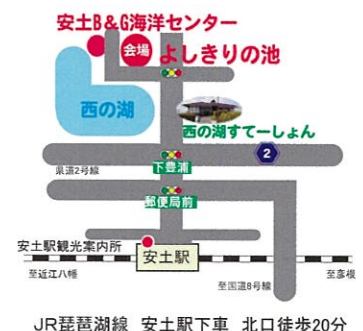 安土B&G海洋センター
会場
よしきりの池
西の湖
西の湖すてーしょん
2
県道2号線
下豊浦
郵便局前
安土駅観光案内所
安土駅
至近江八幡
至国道8号線
至彦根
JR琵琶湖線 安土駅下車 北口徒歩20分